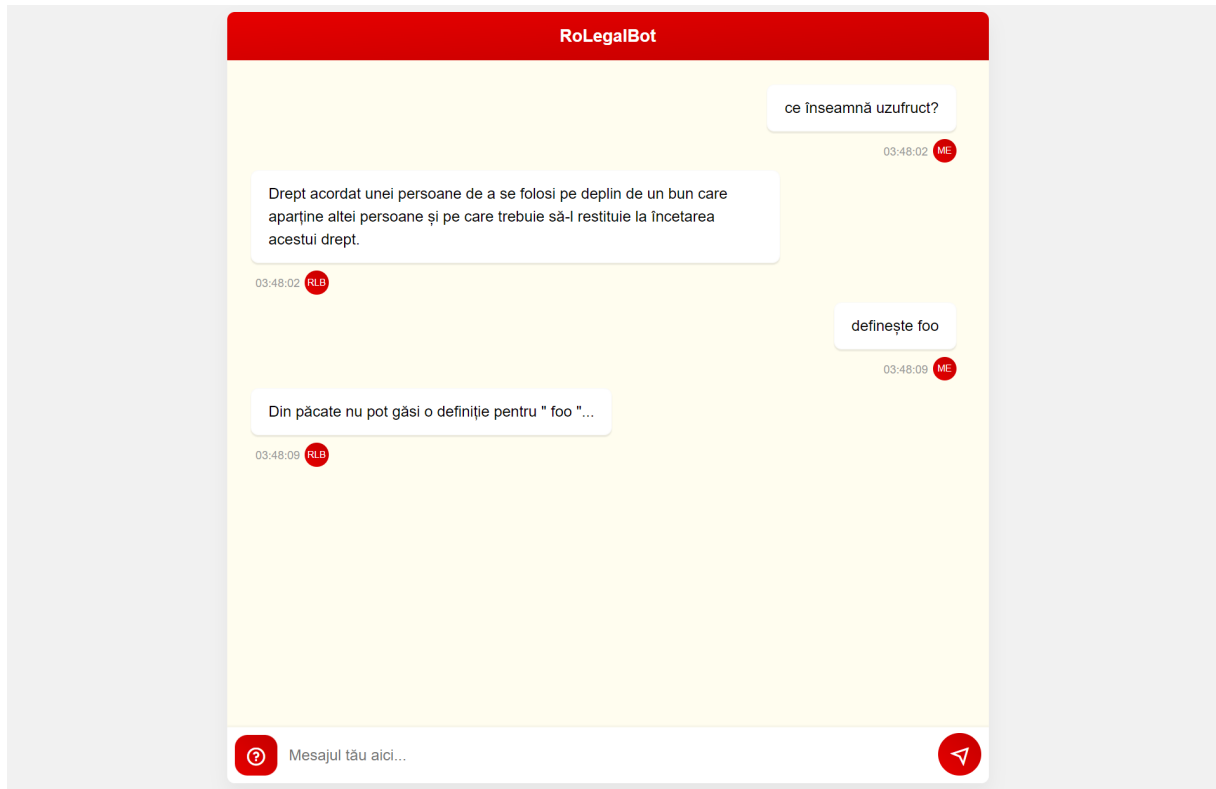 RoLegalBot
ce înseamnă uzufruct?
03:48:02 ME
Drept acordat unei persoane de a se folosi pe deplin de un bun care
aparține altei persoane și pe care trebuie să-l restituie la încetarea
acestui drept.
03:48:02 RLB
definește foo
03:48:09 ME
Din păcate nu pot găsi o definiție pentru " foo "...
03:48:09 RLB
Mesajul tău aici...